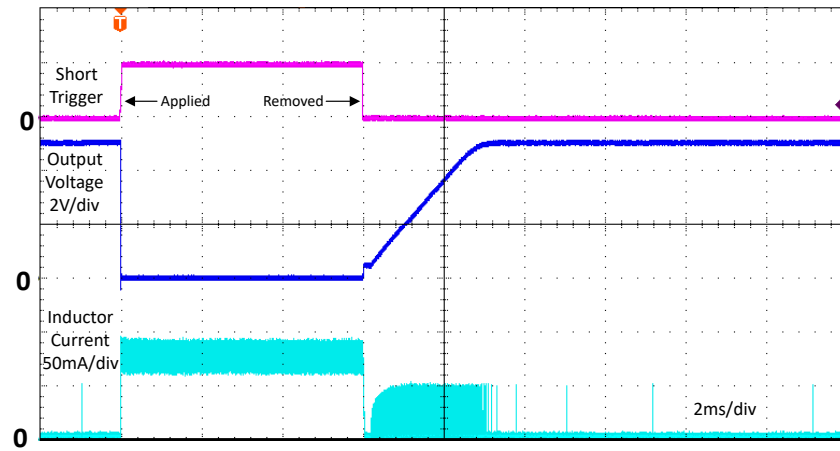 T
Short
Trigger
Applied
Removed
0
Output
Voltage
2V/div
0
Inductor
Current
50mA/div
2ms/div
0